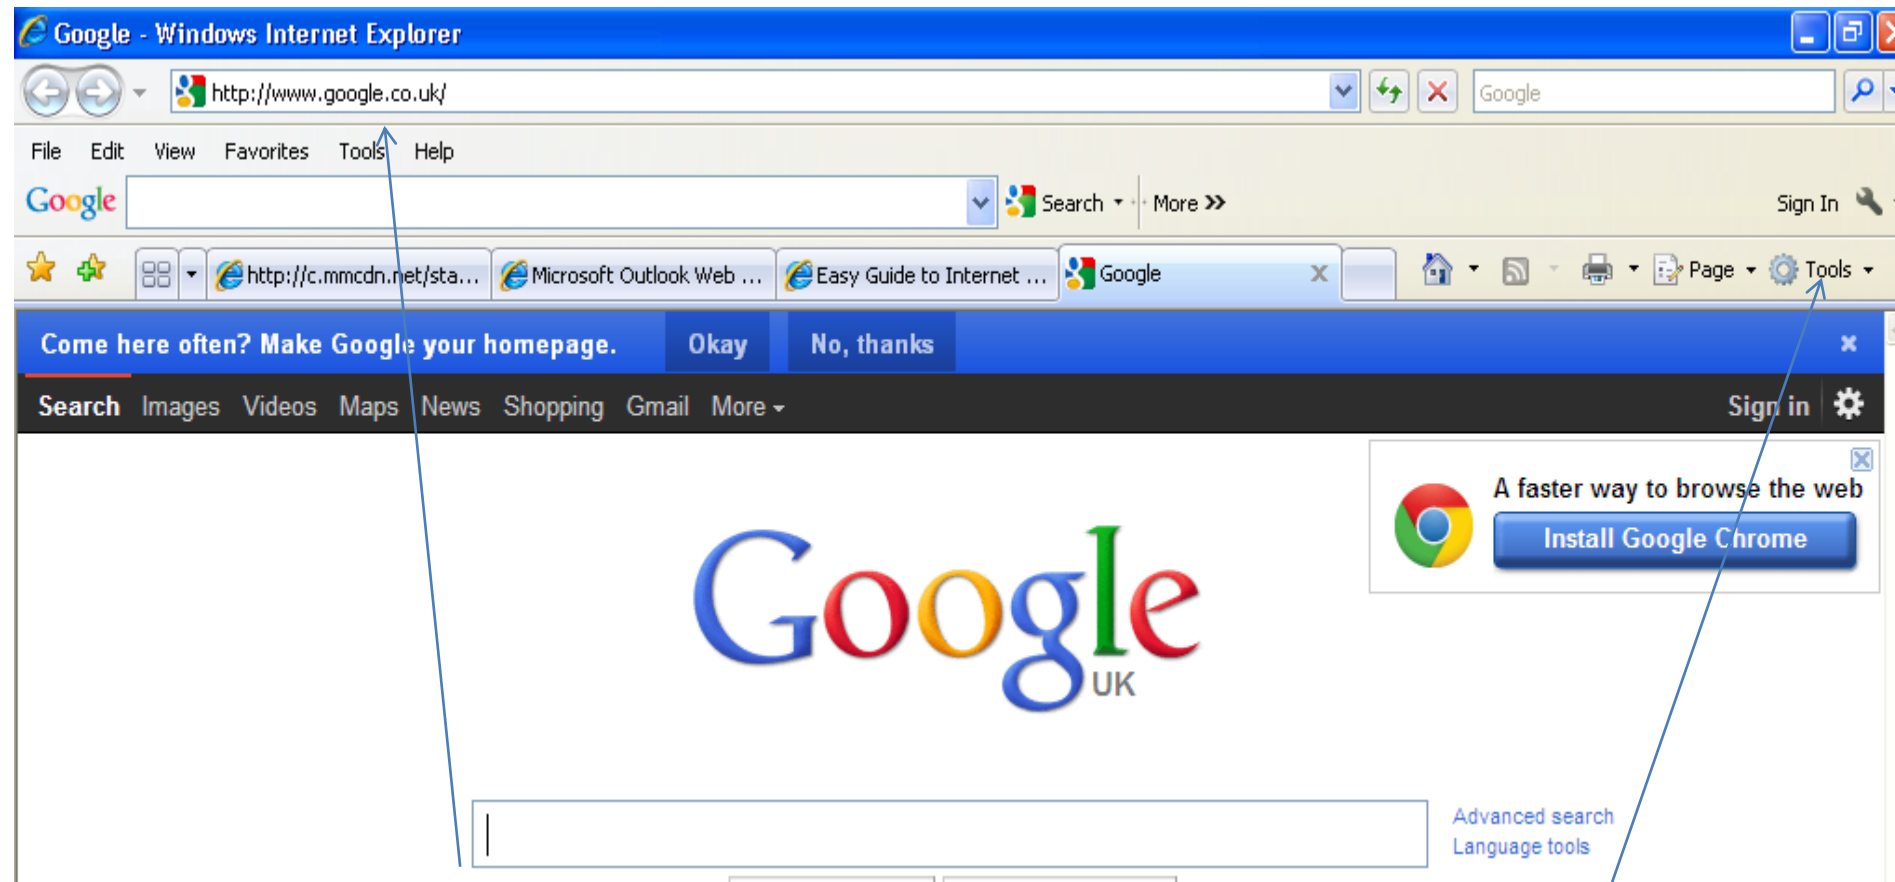 Google - Windows Internet Explorer
http://www.google.co.uk/
Google
File Edit View Favorites Tools Help
Google Search More »
Sign In
http://c.mmcdn.net/sta... Microsoft Outlook Web ... Easy Guide to Internet ... Google X
Page Tools
Come here often? Make Google your homepage. Okay No, thanks
Search Images Videos Maps News Shopping Gmail More
Sign in
A faster way to browse the web
Install Google Chrome
Google
UK
Advanced search
Language tools